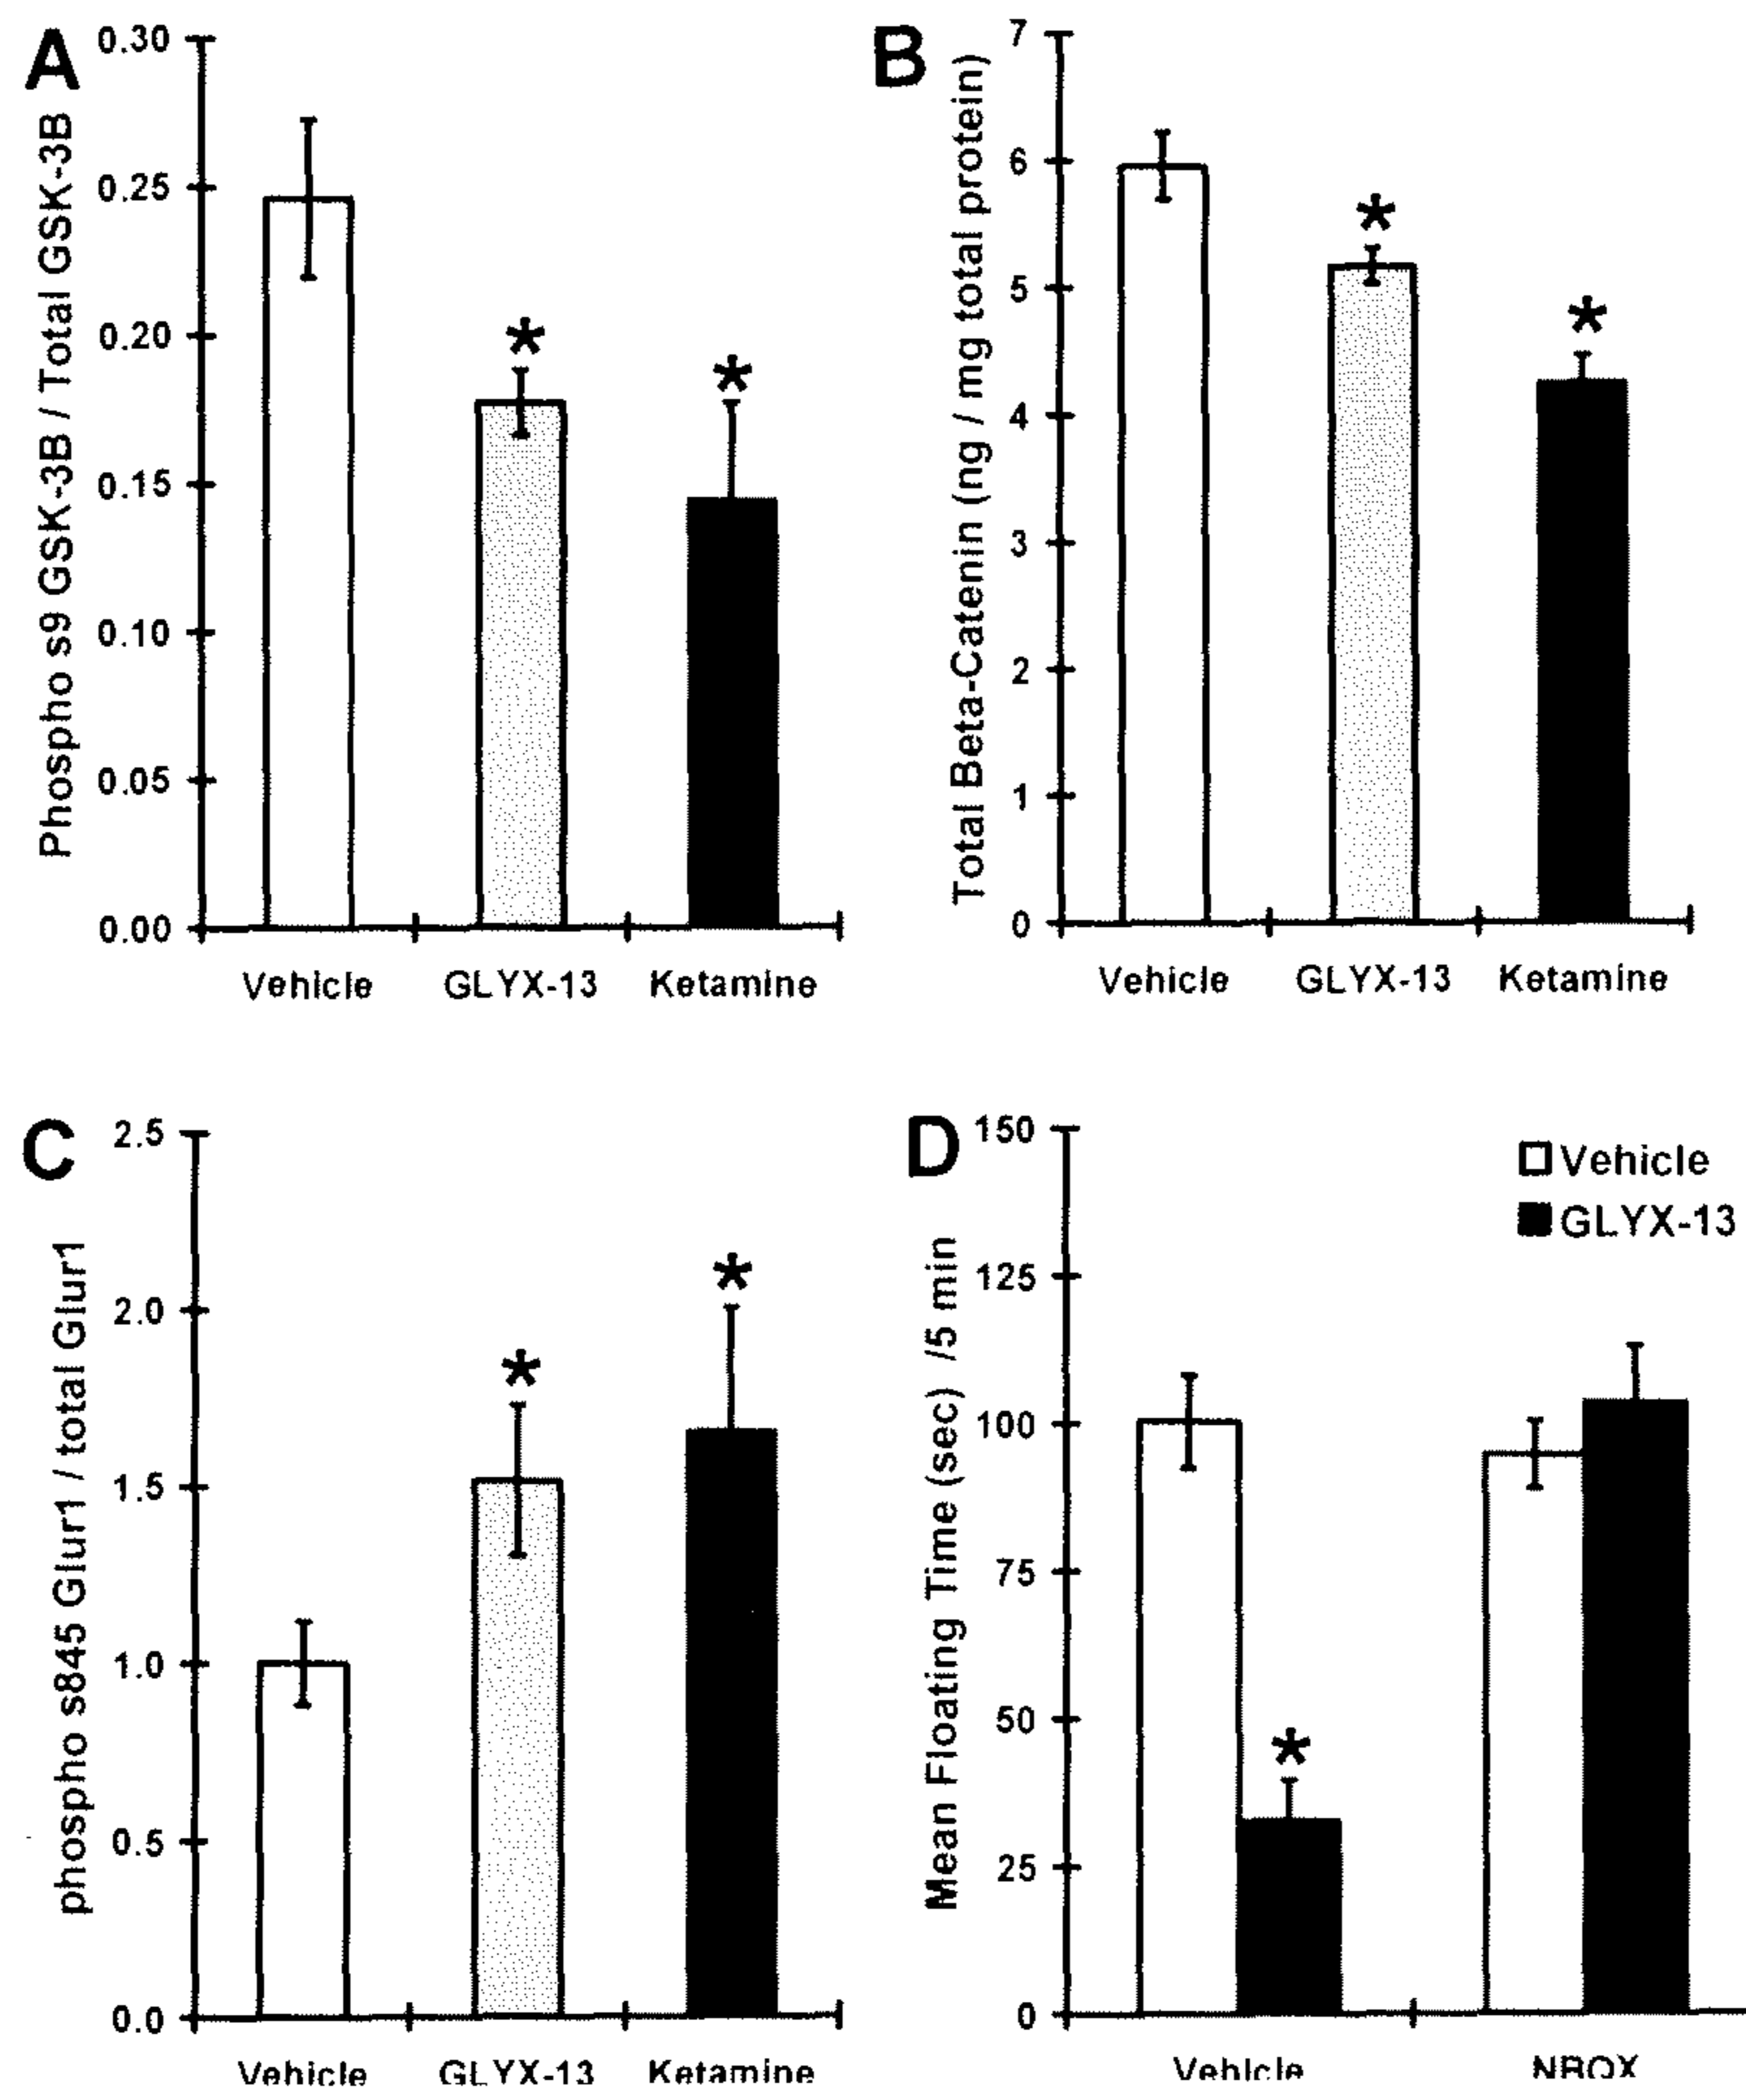 A
Phospho s9 GSK-3B / Total GSK-3B
0.30
0.25
0.20
0.15
0.10
0.05
0.00
*
*
Vehicle GLYX-13 Ketamine
B
Total Beta-Catenin (ng / mg total protein)
7
6
5
4
3
2
1
0
*
*
Vehicle GLYX-13 Ketamine
C
phospho s845 Glur1 / total Glur1
2.5
2.0
1.5
1.0
0.5
0.0
*
*
Vehicle GLYX-13 Ketamine
D
Mean Floating Time (sec) /5 min
150
125
100
75
50
25
0
Vehicle
GLYX-13
*
Vehicle NBQX